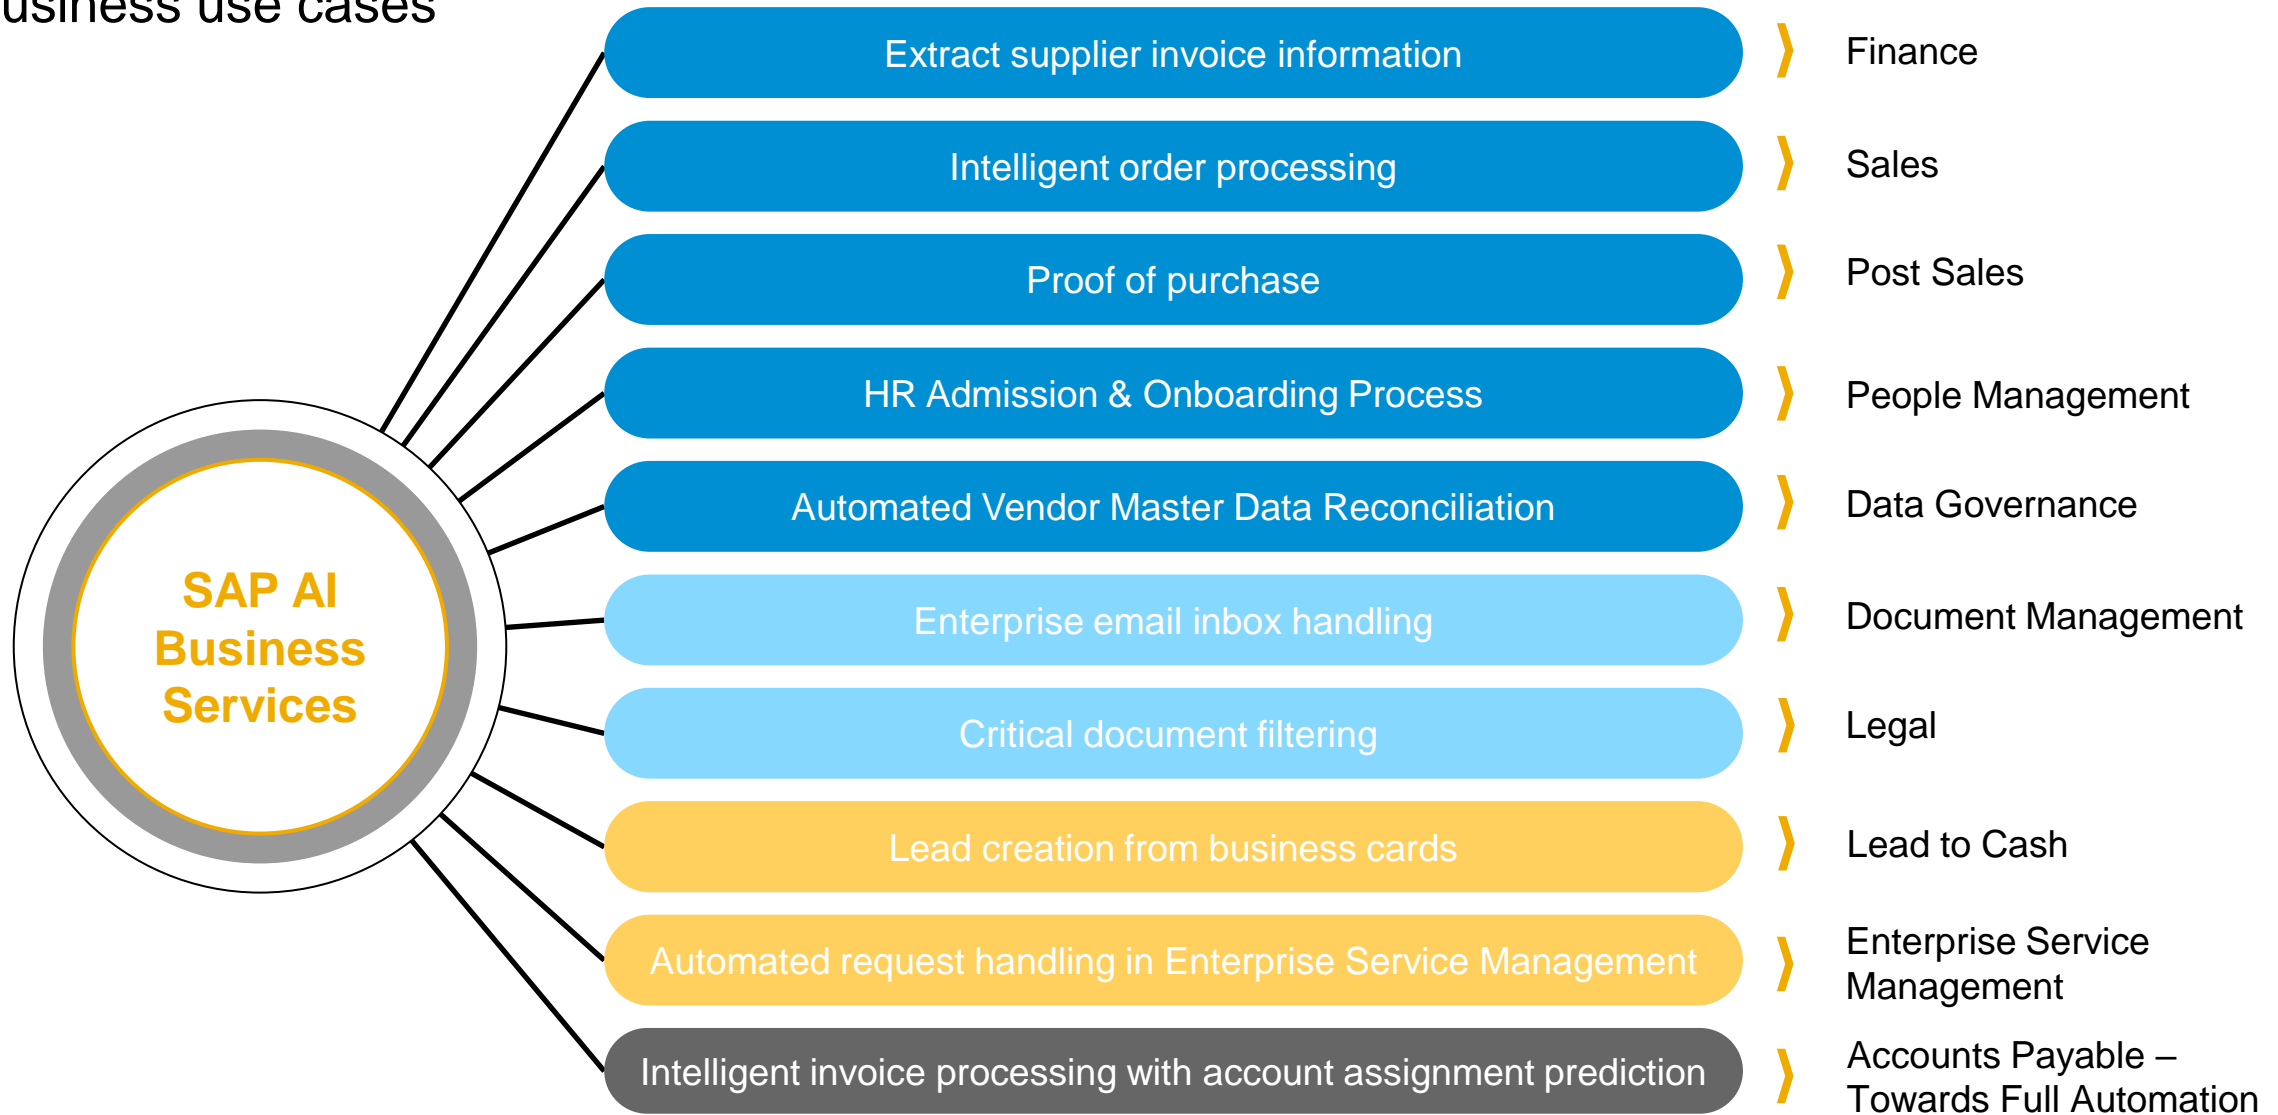 usiness use cases
Extract supplier invoice information
Finance
Intelligent order processing
Sales
Proof of purchase
Post Sales
HR Admission & Onboarding Process
People Management
Automated Vendor Master Data Reconciliation
Data Governance
SAP AI
Business
Services
Enterprise email inbox handling
Document Management
Critical document filtering
Legal
Lead creation from business cards
Lead to Cash
Automated request handling in Enterprise Service Management
Enterprise Service
Management
Intelligent invoice processing with account assignment prediction
Accounts Payable –
Towards Full Automation